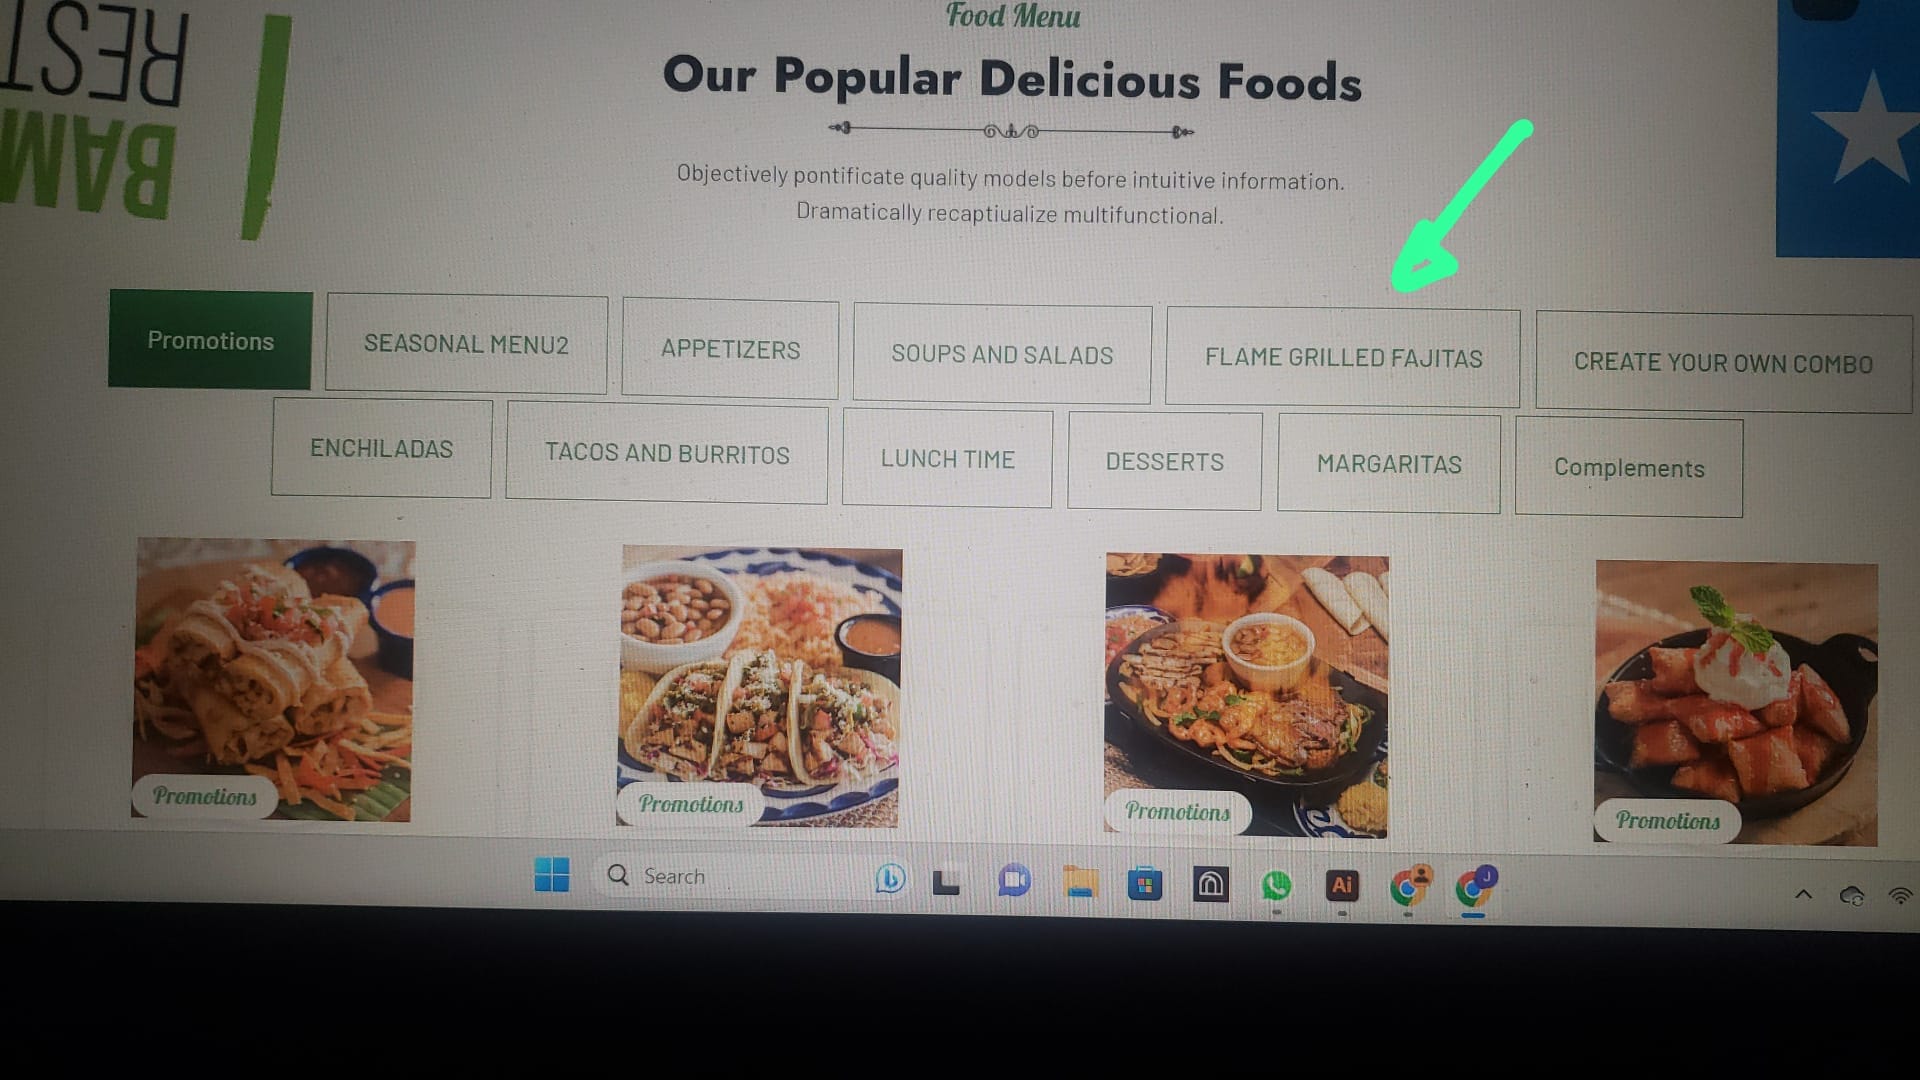 REST
BAM
Food Menu
Our Popular Delicious Foods
Objectively pontificate quality models before intuitive information.
Dramatically recaptiualize multifunctional.
Promotions
SEASONAL MENU2
APPETIZERS
SOUPS AND SALADS
FLAME GRILLED FAJITAS
CREATE YOUR OWN COMBO
ENCHILADAS
TACOS AND BURRITOS
LUNCH TIME
DESSERTS
MARGARITAS
Complements
Promotions
Promotions
Promotions
Promotions
Search
Ai
J